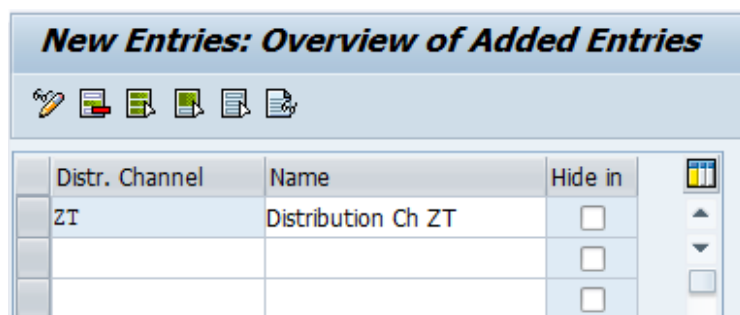 New Entries: Overview of Added Entries
Distr. Channel Name Hide in
ZT Distribution Ch ZT